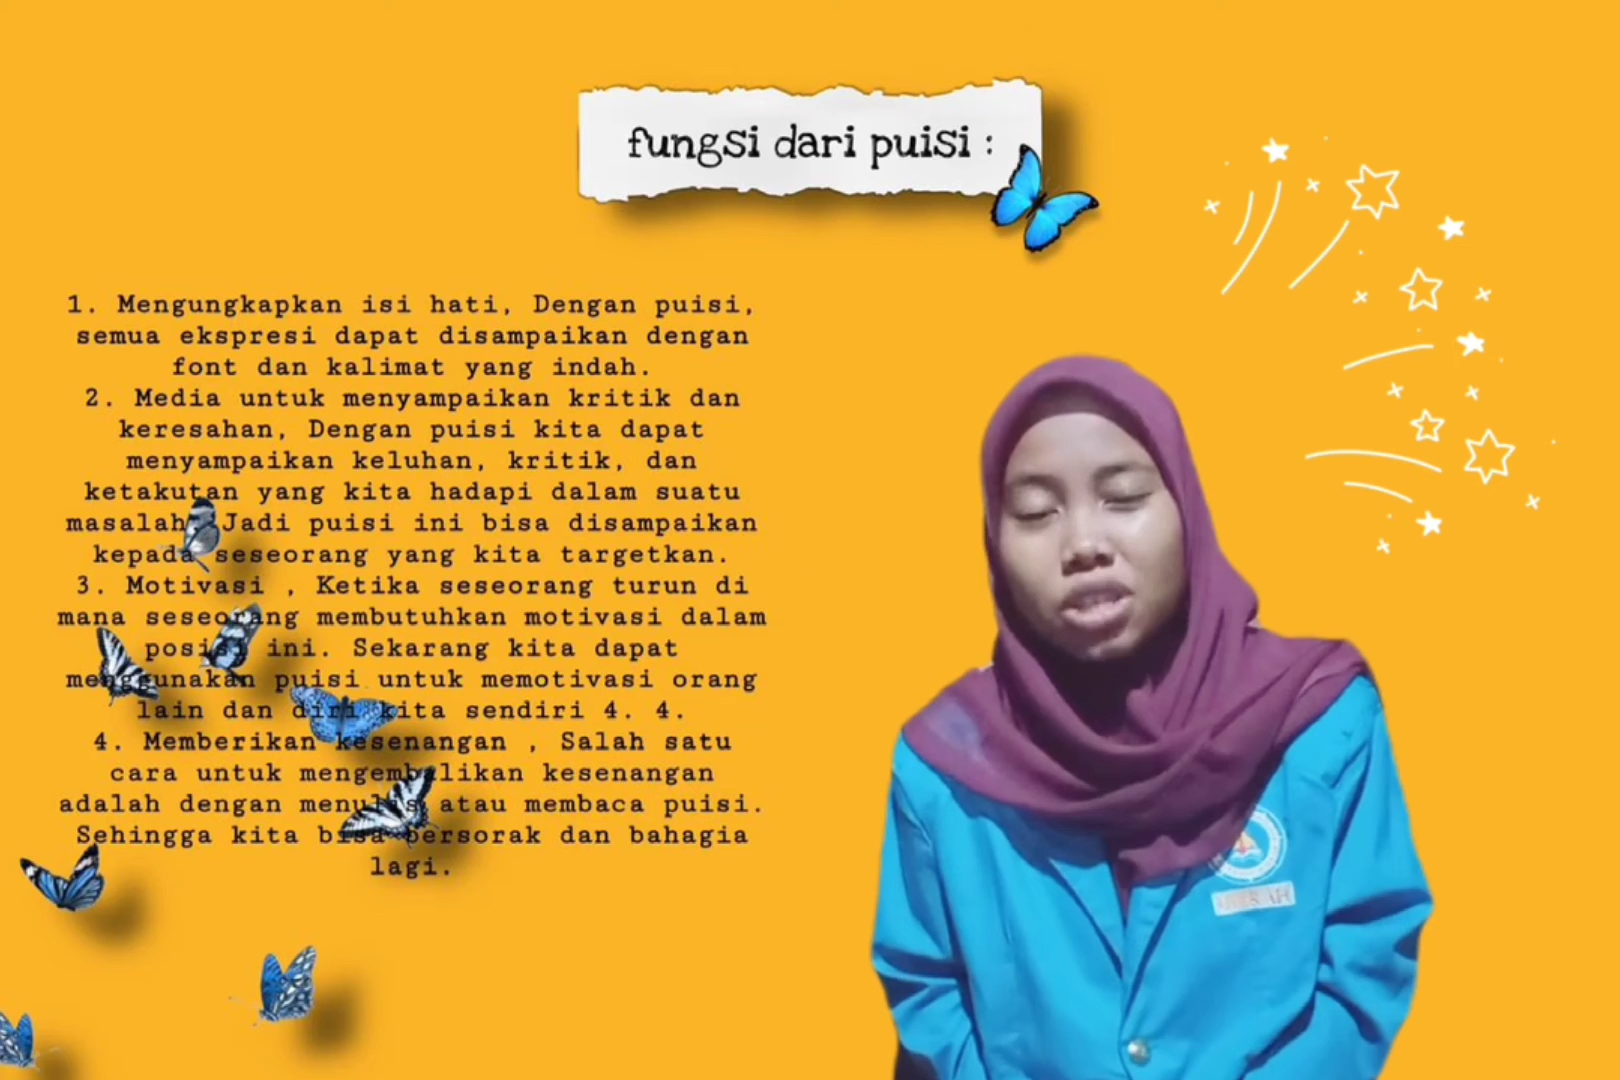 fungsi dari puisi :
1. Mengungkapkan isi hati, Dengan puisi,
semua ekspresi dapat disampaikan dengan
font dan kalimat yang indah.
2. Media untuk menyampaikan kritik dan
keresahan, Dengan puisi kita dapat
menyampaikan keluhan, kritik, dan
ketakutan yang kita hadapi dalam suatu
masalah. Jadi puisi ini bisa disampaikan
kepada seseorang yang kita targetkan.
3. Motivasi , Ketika seseorang turun di
mana seseorang membutuhkan motivasi dalam
posisi ini. Sekarang kita dapat
menggunakan puisi untuk memotivasi orang
lain dan diri kita sendiri 4. 4.
4. Memberikan kesenangan , Salah satu
cara untuk mengembalikan kesenangan
adalah dengan menulis atau membaca puisi.
Sehingga kita bisa bersorak dan bahagia
lagi.